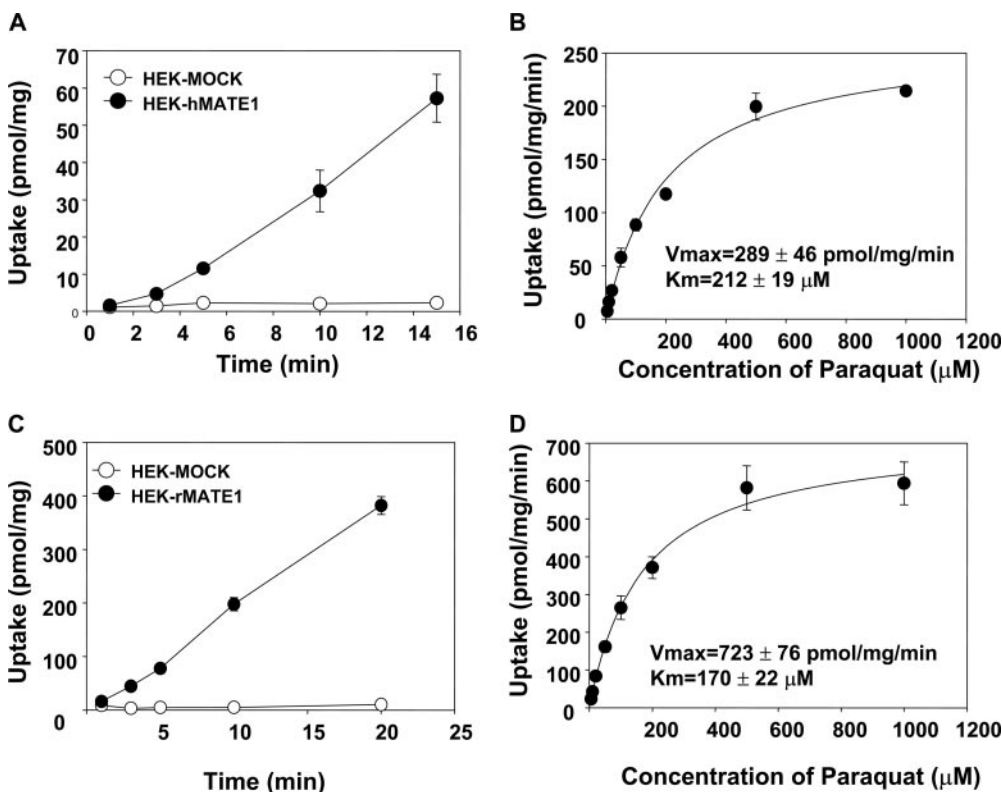 A
70
60
50
40
30
20
10
0
Uptake (pmol/mg)
HEK-MOCK
HEK-hMATE1
0 2 4 6 8 10 12 14 16
Time (min)
B
250
200
150
100
50
0
Uptake (pmol/mg/min)
Vmax=289 ± 46 pmol/mg/min
Km=212 ± 19 μM
200 400 600 800 1000 1200
Concentration of Paraquat (μM)
C
500
400
300
200
100
0
Uptake (pmol/mg)
HEK-MOCK
HEK-rMATE1
5 10 15 20 25
Time (min)
D
700
600
500
400
300
200
100
0
Uptake (pmol/mg/min)
Vmax=723 ± 76 pmol/mg/min
Km=170 ± 22 μM
200 400 600 800 1000 1200
Concentration of Paraquat (μM)